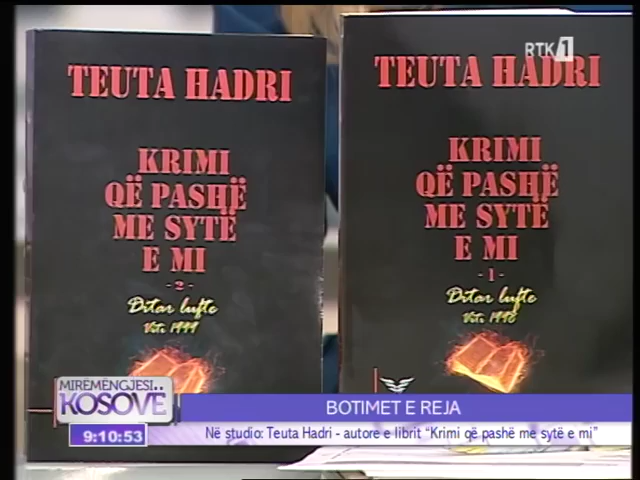 RTK1
TEUTA HADRI
KRIMI
QË PASHË
ME SYTË
E MI
- 2 -
Ditar lufte
Viti 1999
TEUTA HADRI
KRIMI
QË PASHË
ME SYTË
E MI
- 1 -
Ditar lufte
Viti 1998
MIRËMËNGJESI..
KOSOVË
9:10:53
BOTIMET E REJA
Në studio: Teuta Hadri - autore e librit “Krimi që pashë me sytë e mi”